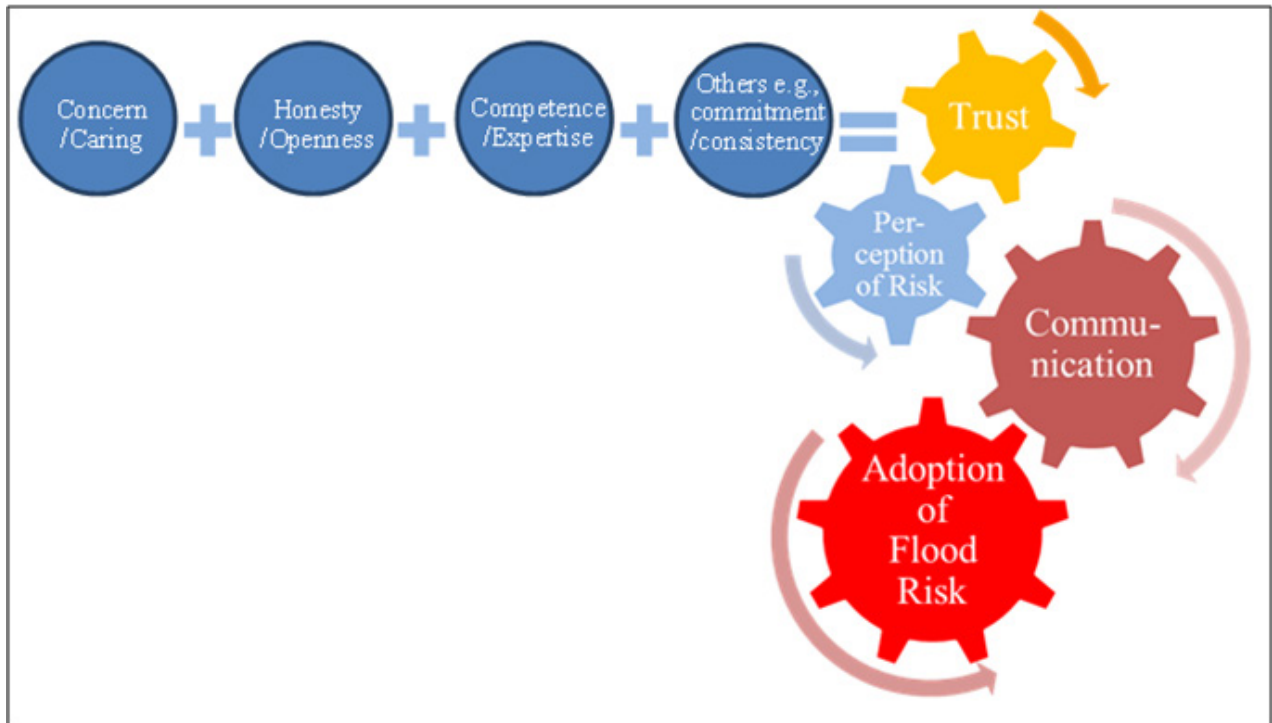 Concern
/Caring
+
Honesty
/Openness
+
Competence
/Expertise
+
Others e.g.,
commitment
/consistency
=
Trust
Per-
ception
of Risk
Commu-
nication
Adoption
of
Flood
Risk